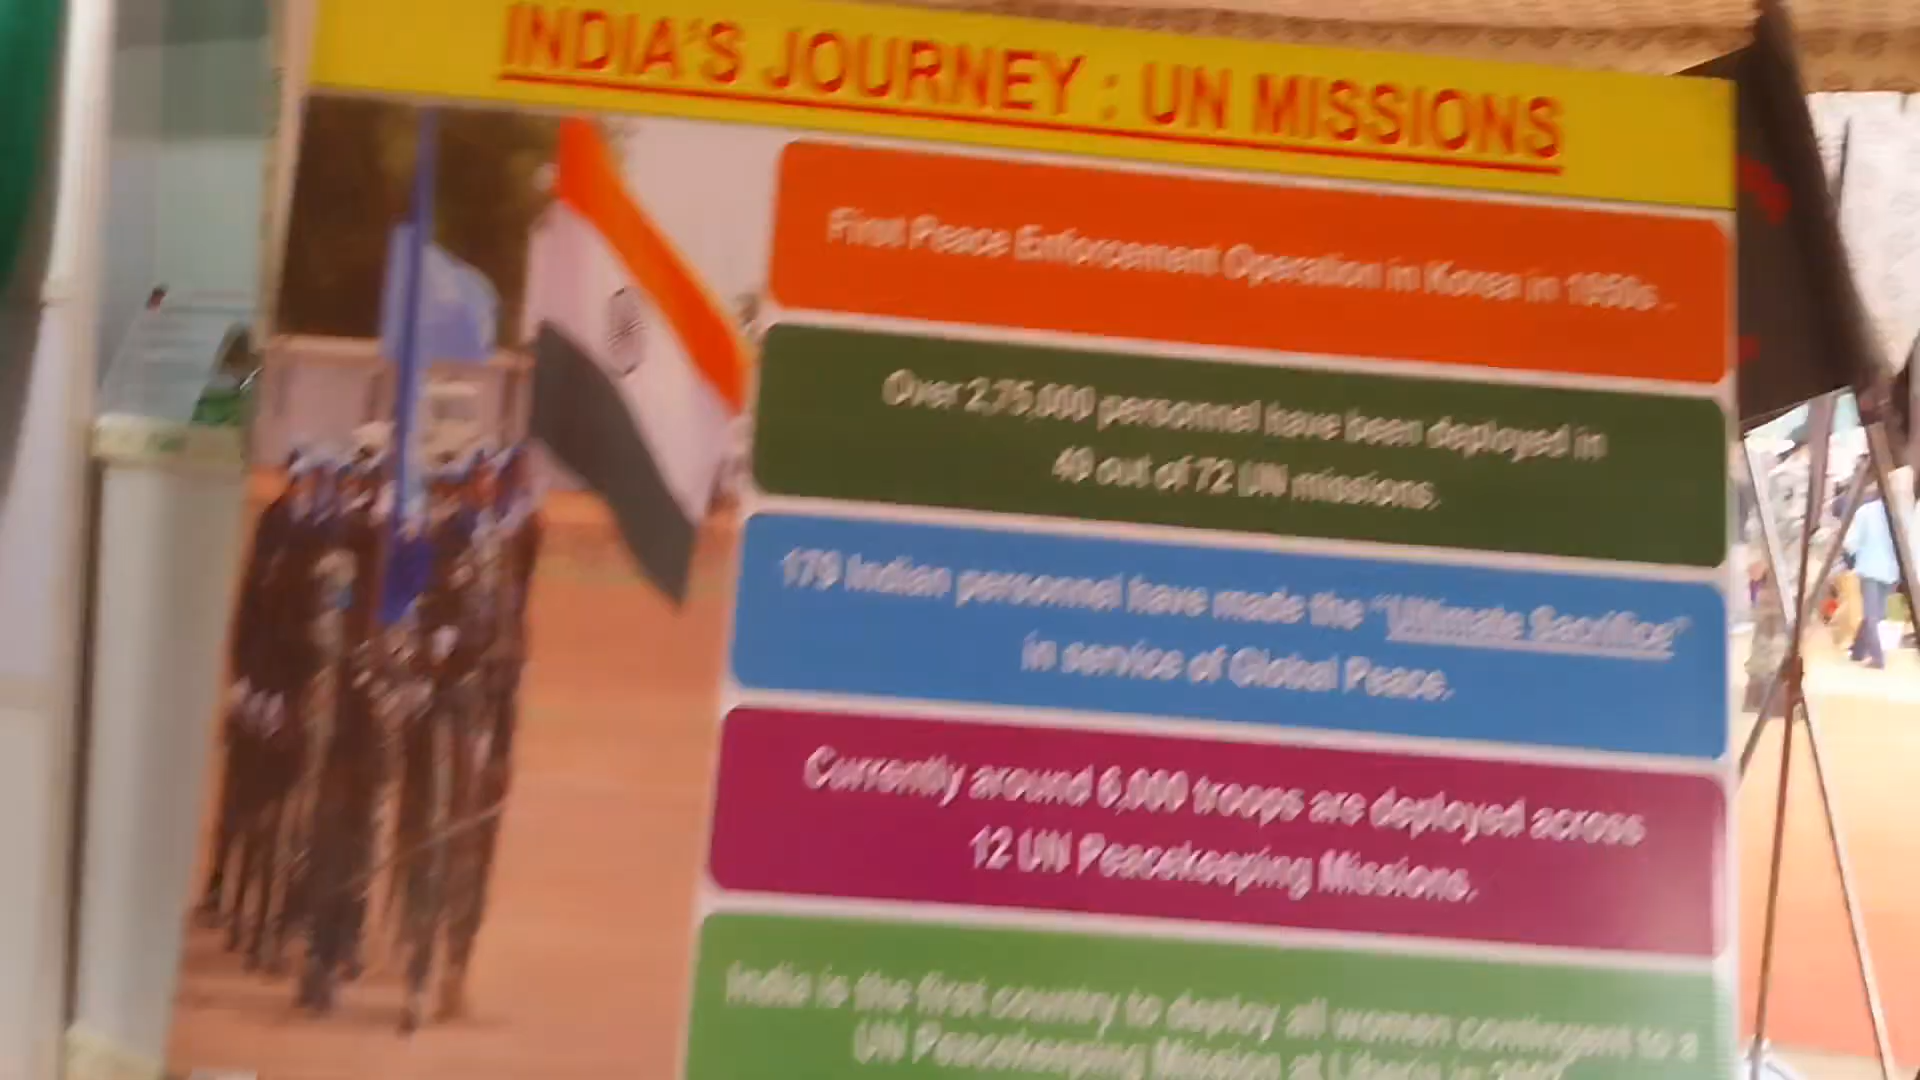 INDIA'S JOURNEY : UN MISSIONS
First Peace Enforcement Operation in Korea in 1950s.
Over 2,75,000 personnel have been deployed in
49 out of 72 UN missions.
179 Indian personnel have made the "Ultimate Sacrifice"
in service of Global Peace.
Currently around 6,000 troops are deployed across
12 UN Peacekeeping Missions.
India is the first country to deploy all women contingent to a
UN Peacekeeping Mission at Liberia in